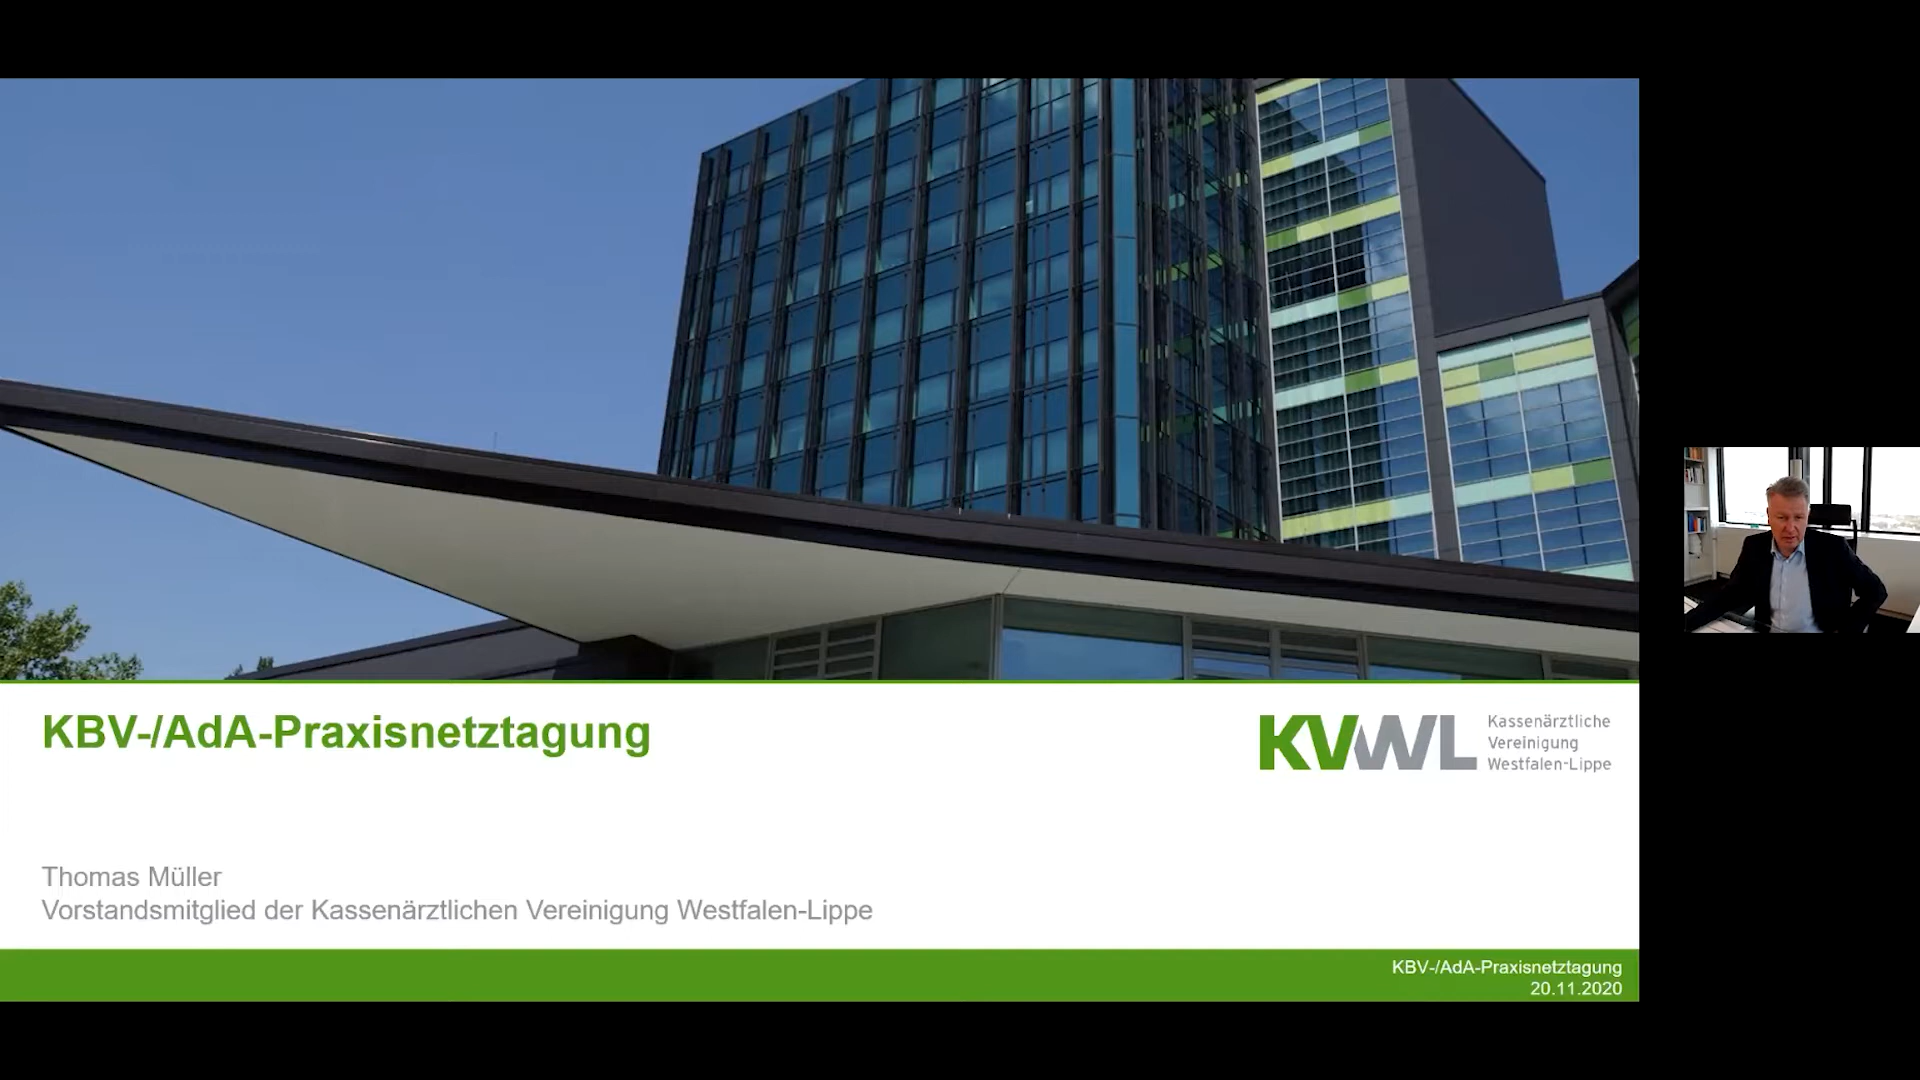 KBV-/AdA-Praxisnetztagung
KVWL
Kassenärztliche
Vereinigung
Westfalen-Lippe
Thomas Müller
Vorstandsmitglied der Kassenärztlichen Vereinigung Westfalen-Lippe
KBV-/AdA-Praxisnetztagung
20.11.2020